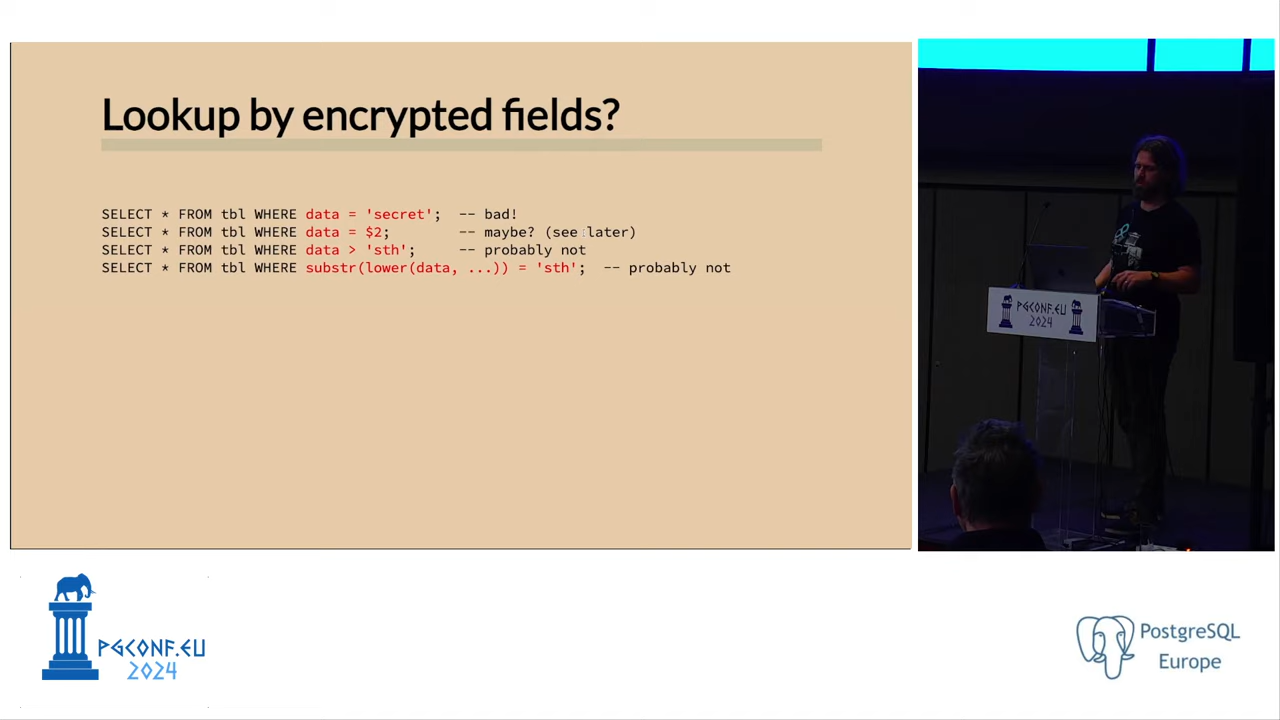 Lookup by encrypted fields?
SELECT * FROM tbl WHERE data = 'secret';  -- bad!
SELECT * FROM tbl WHERE data = $2;        -- maybe? (see later)
SELECT * FROM tbl WHERE data > 'sth';     -- probably not
SELECT * FROM tbl WHERE substr(lower(data, ...)) = 'sth';  -- probably not
PGCONF.EU
2024
PGCONF.EU
2024
PostgreSQL
Europe